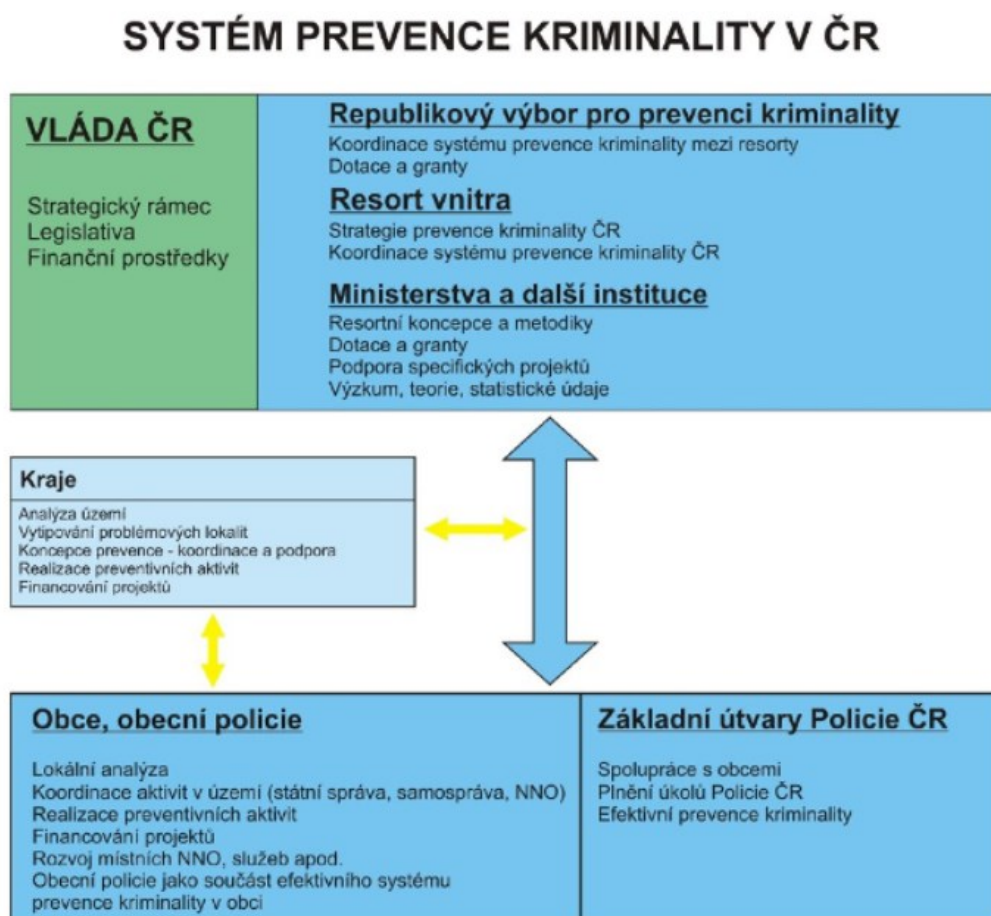 SYSTÉM PREVENCE KRIMINALITY V ČR
VLÁDA ČR
Strategický rámec
Legislativa
Finanční prostředky
Republikový výbor pro prevenci kriminality
Koordinace systému prevence kriminality mezi resorty
Dotace a granty
Resort vnitra
Strategie prevence kriminality ČR
Koordinace systému prevence kriminality ČR
Ministerstva a další instituce
Resortní koncepce a metodiky
Dotace a granty
Podpora specifických projektů
Výzkum, teorie, statistické údaje
Kraje
Analýza území
Vytipování problémových lokalit
Koncepce prevence - koordinace a podpora
Realizace preventivních aktivit
Financování projektů
Obce, obecní policie
Lokální analýza
Koordinace aktivit v území (státní správa, samospráva, NNO)
Realizace preventivních aktivit
Financování projektů
Rozvoj místních NNO, služeb apod.
Obecní policie jako součást efektivního systému
prevence kriminality v obci
Základní útvary Policie ČR
Spolupráce s obcemi
Plnění úkolů Policie ČR
Efektivní prevence kriminality